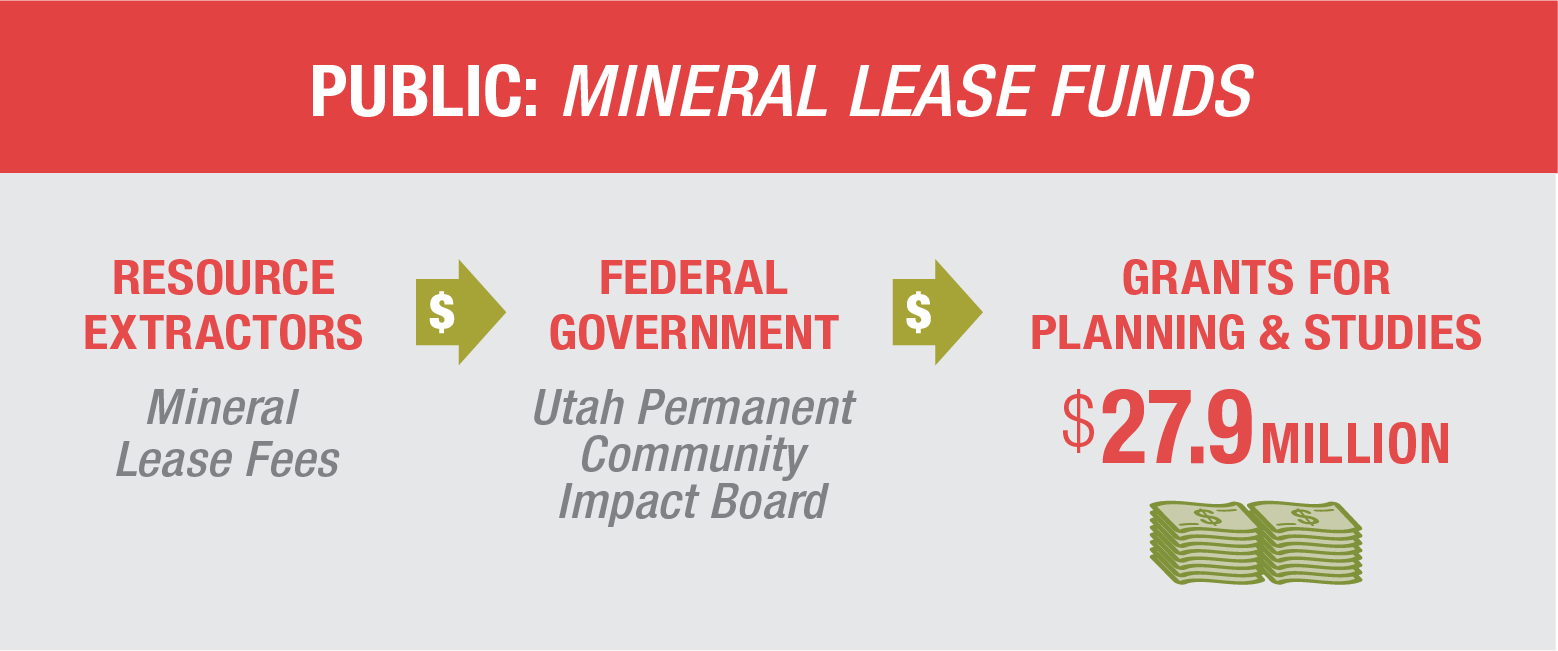 PUBLIC: MINERAL LEASE FUNDS
RESOURCE
EXTRACTORS
Mineral
Lease Fees
$
FEDERAL
GOVERNMENT
Utah Permanent
Community
Impact Board
$
GRANTS FOR
PLANNING & STUDIES
$27.9 MILLION
$ $